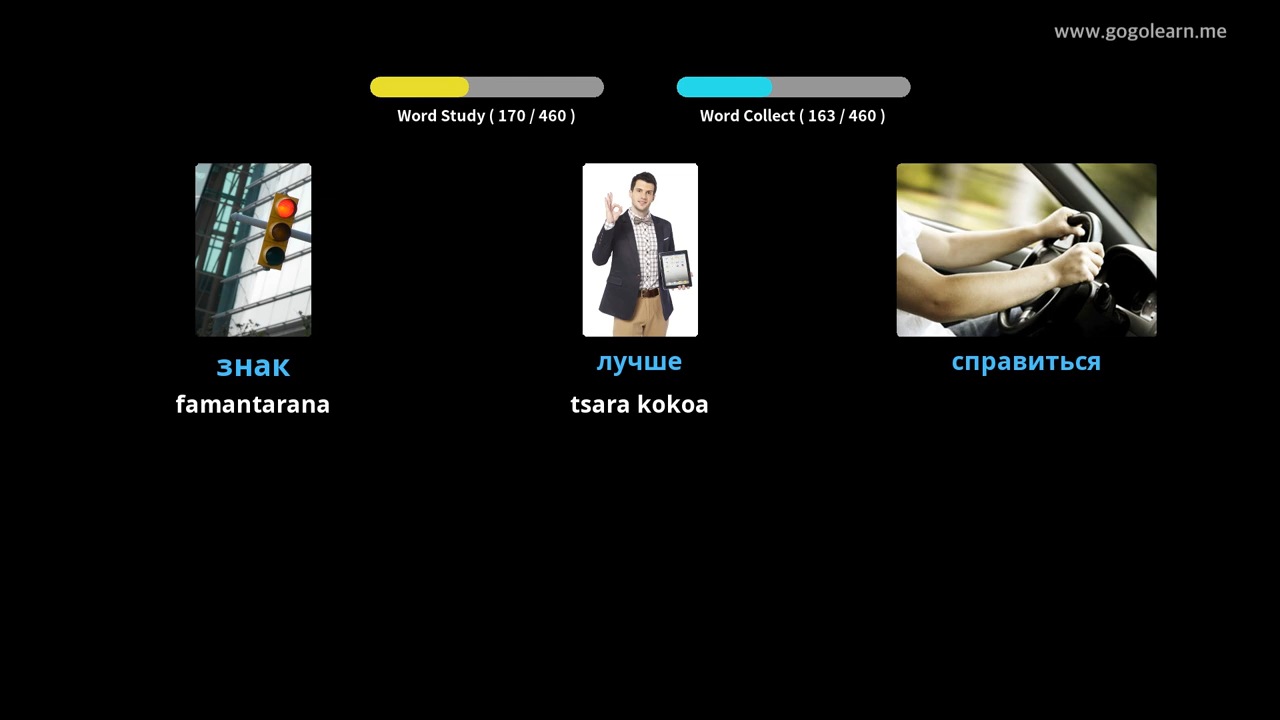 www.gogolearn.me
Word Study ( 170 / 460 )
Word Collect ( 163 / 460 )
знак
лучше
справиться
famantarana
tsara kokoa